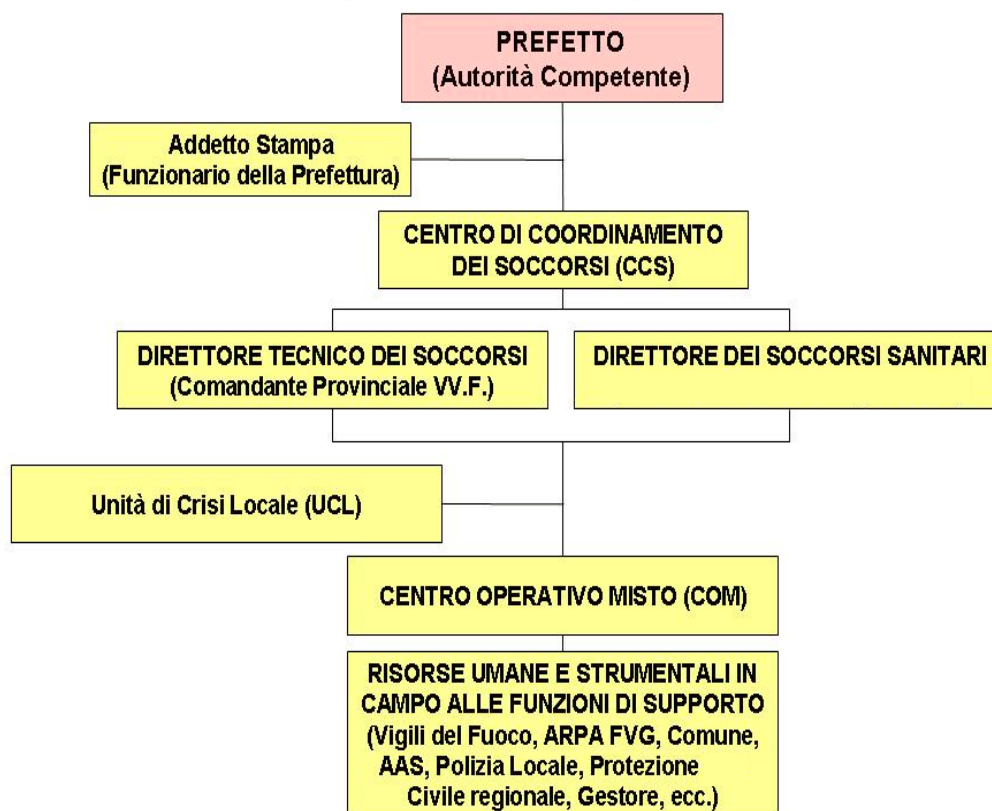 PREFETTO
(Autorità Competente)
Addetto Stampa
(Funzionario della Prefettura)
CENTRO DI COORDINAMENTO
DEI SOCCORSI (CCS)
DIRETTORE TECNICO DEI SOCCORSI
(Comandante Provinciale VV.F.)
DIRETTORE DEI SOCCORSI SANITARI
Unità di Crisi Locale (UCL)
CENTRO OPERATIVO MISTO (COM)
RISORSE UMANE E STRUMENTALI IN
CAMPO ALLE FUNZIONI DI SUPPORTO
(Vigili del Fuoco, ARPA FVG, Comune,
AAS, Polizia Locale, Protezione
Civile regionale, Gestore, ecc.)